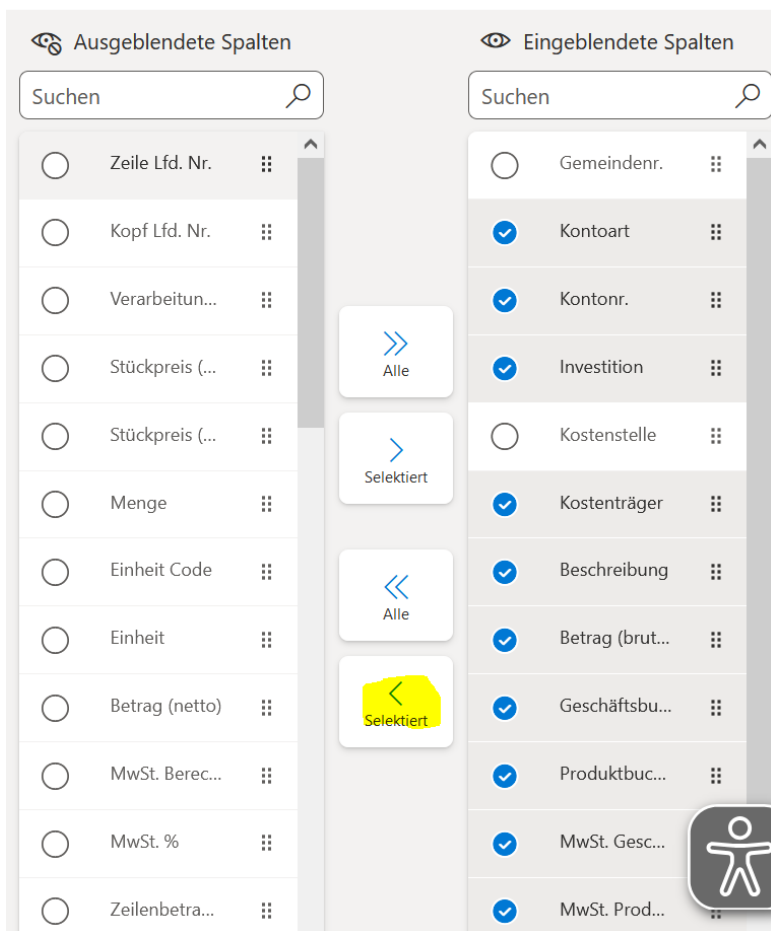 Ausgeblendete Spalten
Suchen
Zeile Lfd. Nr.
Kopf Lfd. Nr.
Verarbeitun...
Stückpreis (...
Stückpreis (...
Menge
Einheit Code
Einheit
Betrag (netto)
MwSt. Berec...
MwSt. %
Zeilenbetra...
Alle
Selektiert
Alle
Selektiert
Eingeblendete Spalten
Suchen
Gemeindenr.
Kontoart
Kontonr.
Investition
Kostenstelle
Kostenträger
Beschreibung
Betrag (brut...
Geschäftsbu...
Produktbuc...
MwSt. Gesc...
MwSt. Prod...